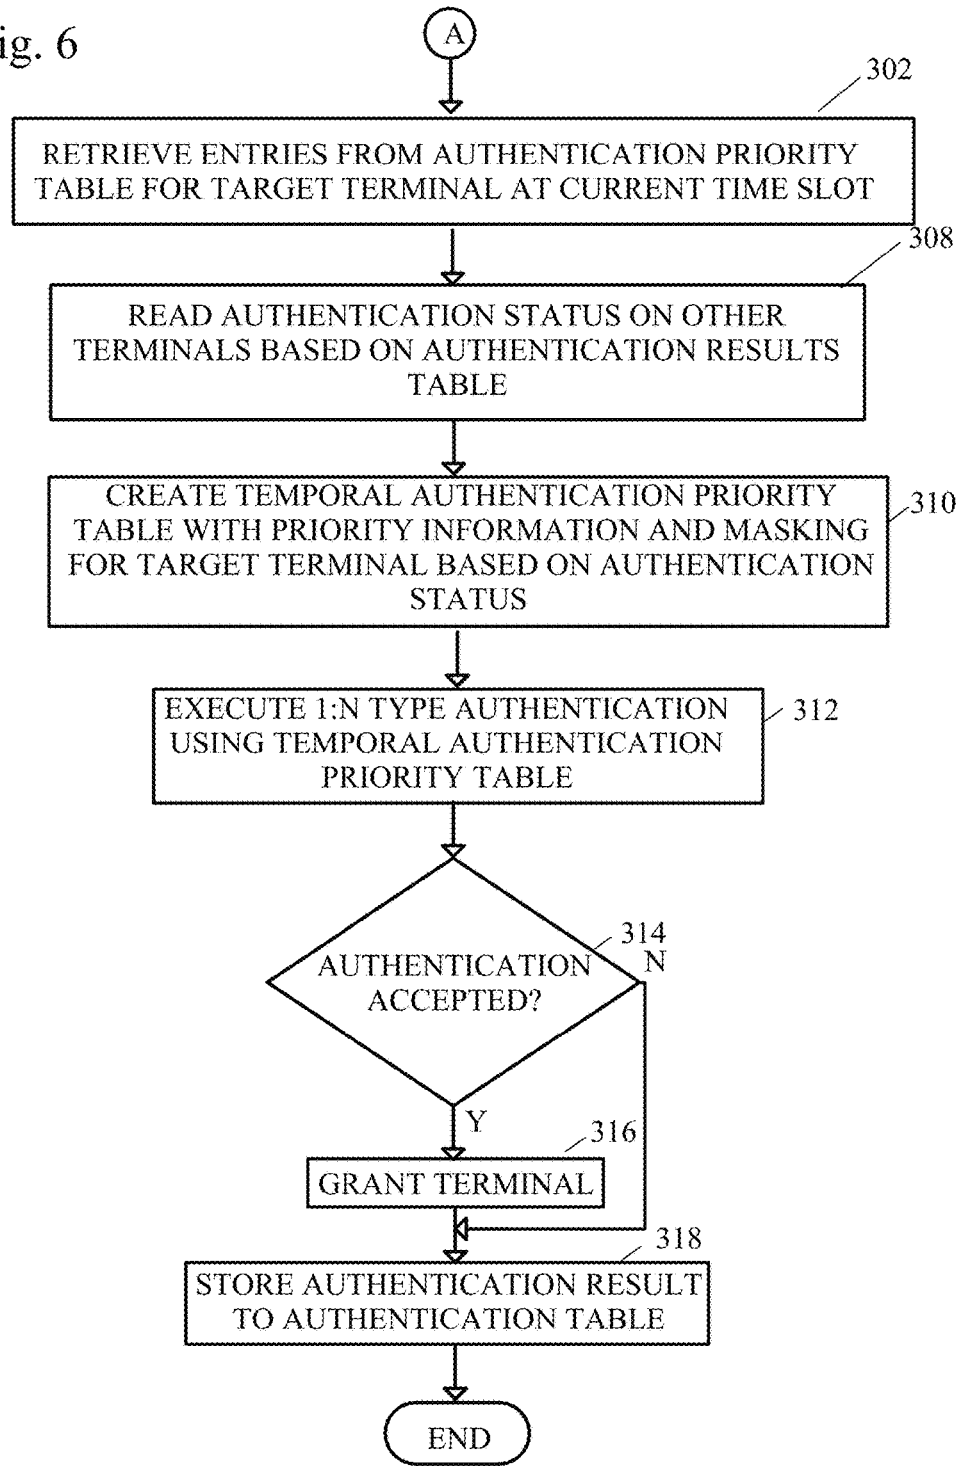 ig. 6
A
302
RETRIEVE ENTRIES FROM AUTHENTICATION PRIORITY
TABLE FOR TARGET TERMINAL AT CURRENT TIME SLOT
308
READ AUTHENTICATION STATUS ON OTHER
TERMINALS BASED ON AUTHENTICATION RESULTS
TABLE
CREATE TEMPORAL AUTHENTICATION PRIORITY
TABLE WITH PRIORITY INFORMATION AND MASKING
FOR TARGET TERMINAL BASED ON AUTHENTICATION
STATUS
310
EXECUTE 1:N TYPE AUTHENTICATION
USING TEMPORAL AUTHENTICATION
PRIORITY TABLE
312
314
N
AUTHENTICATION
ACCEPTED?
Y
316
GRANT TERMINAL
318
STORE AUTHENTICATION RESULT
TO AUTHENTICATION TABLE
END